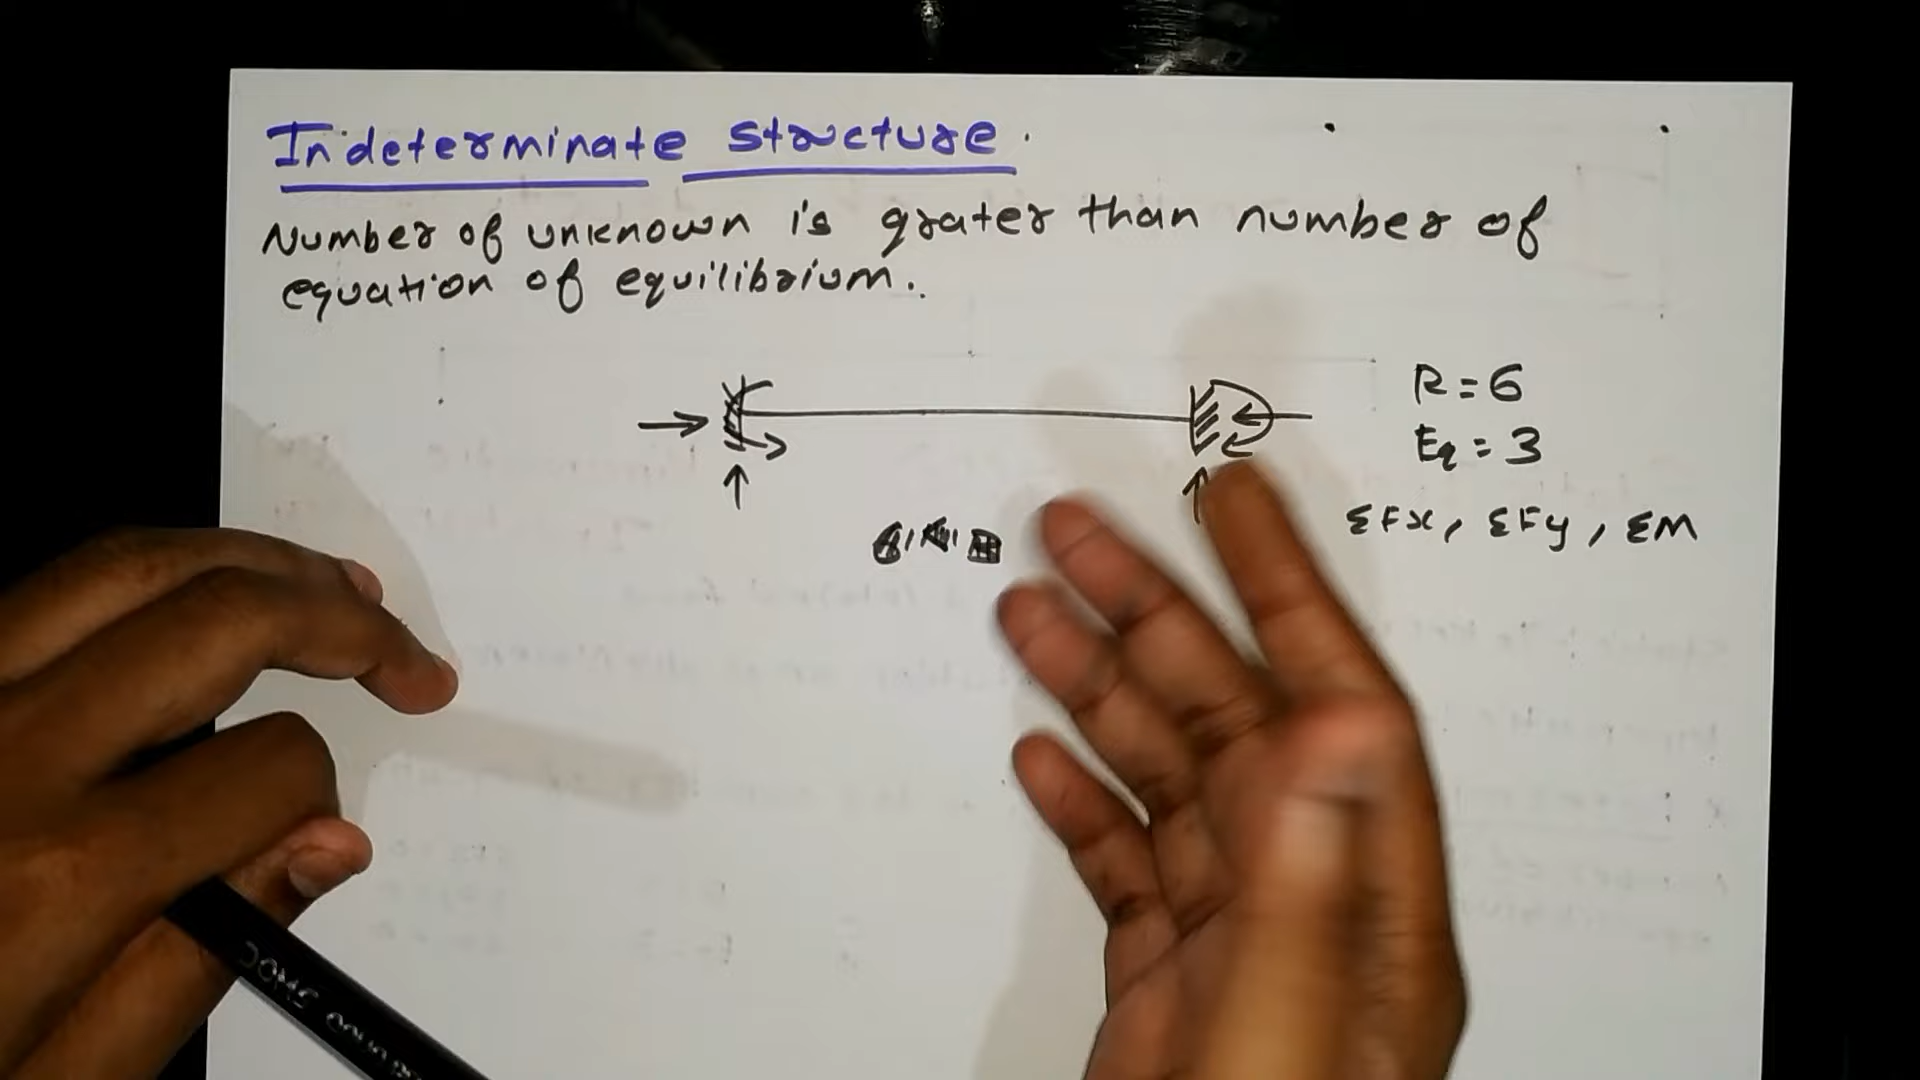 Indeterminate structure.
Number of unknown is grater than number of
equation of equilibrium..
R = 6
Eq = 3
ΣFx, ΣFy, ΣM